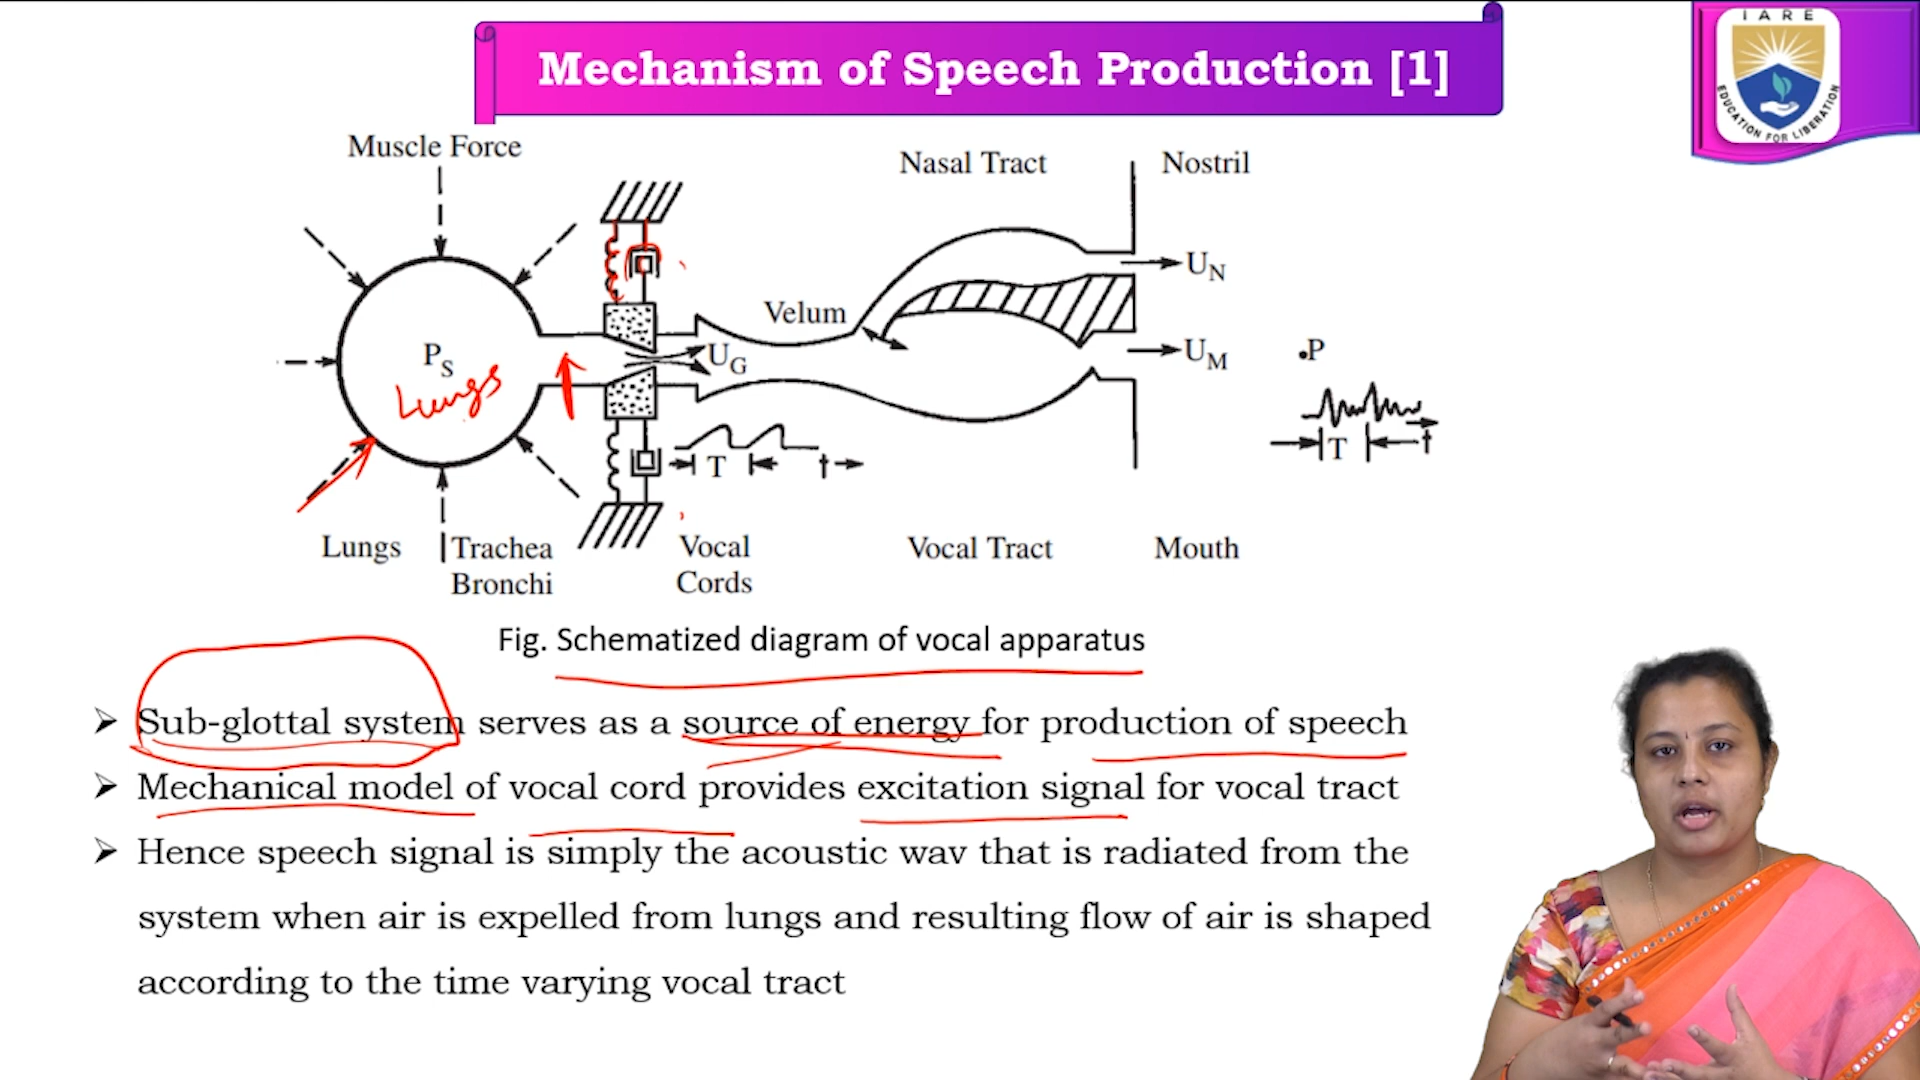 IARE
EDUCATION FOR LIBERATION
Mechanism of Speech Production [1]
Muscle Force
Nasal Tract
Nostril
Velum
U_N
P_S
U_G
U_M
.P
Lungs
T
t
T
t
Lungs
Trachea
Bronchi
Vocal
Cords
Vocal Tract
Mouth
Fig. Schematized diagram of vocal apparatus
➢ Sub-glottal system serves as a source of energy for production of speech
➢ Mechanical model of vocal cord provides excitation signal for vocal tract
➢ Hence speech signal is simply the acoustic wav that is radiated from the
system when air is expelled from lungs and resulting flow of air is shaped
according to the time varying vocal tract